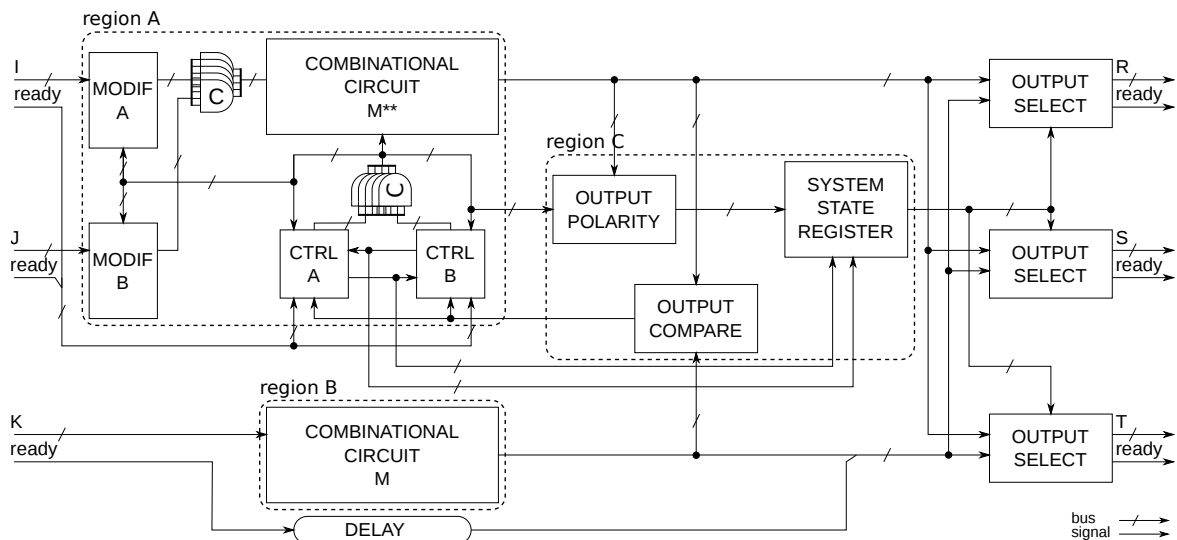 region A
I
ready
MODIF
A
C
COMBINATIONAL
CIRCUIT
M**
OUTPUT
SELECT
R
ready
region C
C
OUTPUT
POLARITY
SYSTEM
STATE
REGISTER
J
ready
MODIF
B
CTRL
A
CTRL
B
OUTPUT
SELECT
S
ready
OUTPUT
COMPARE
region B
K
ready
COMBINATIONAL
CIRCUIT
M
OUTPUT
SELECT
T
ready
DELAY
bus
signal